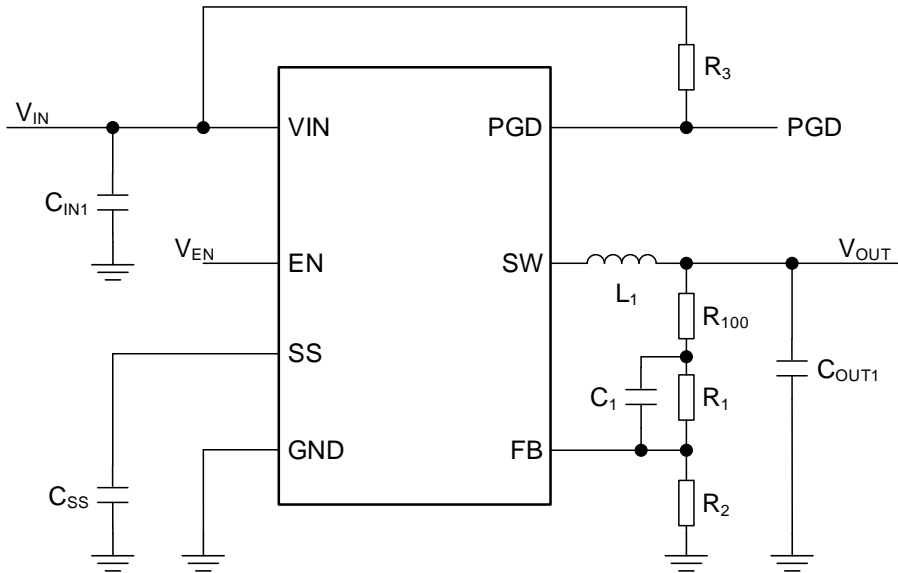 R3
VIN
VIN
PGD
PGD
CIN1
VEN
EN
SW
VOUT
L1
R100
SS
COUT1
C1
R1
GND
FB
CSS
R2